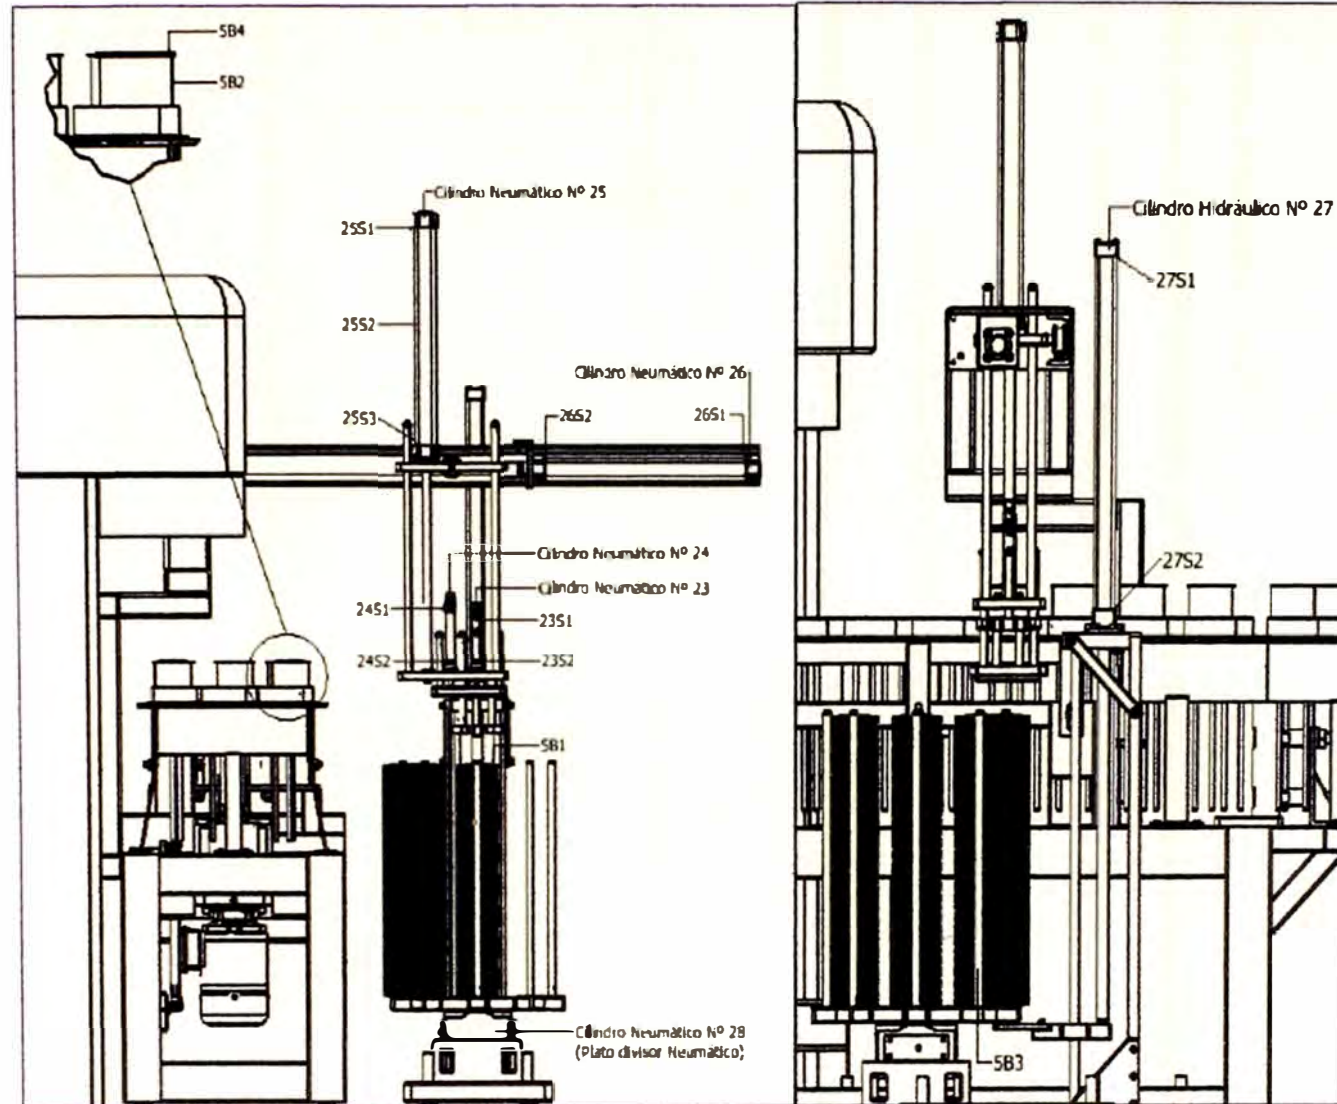 5B4
5B2
Cilindro Neumático Nº 25
25S1
25S2
Cilindro Neumático Nº 26
25S3
26S2
26S1
Cilindro Neumático Nº 24
Cilindro Neumático Nº 23
24S1
23S1
24S2
23S2
5B1
Cilindro Neumático Nº 28
(Plato divisor Neumático)
Cilindro Hidráulico Nº 27
27S1
27S2
5B3